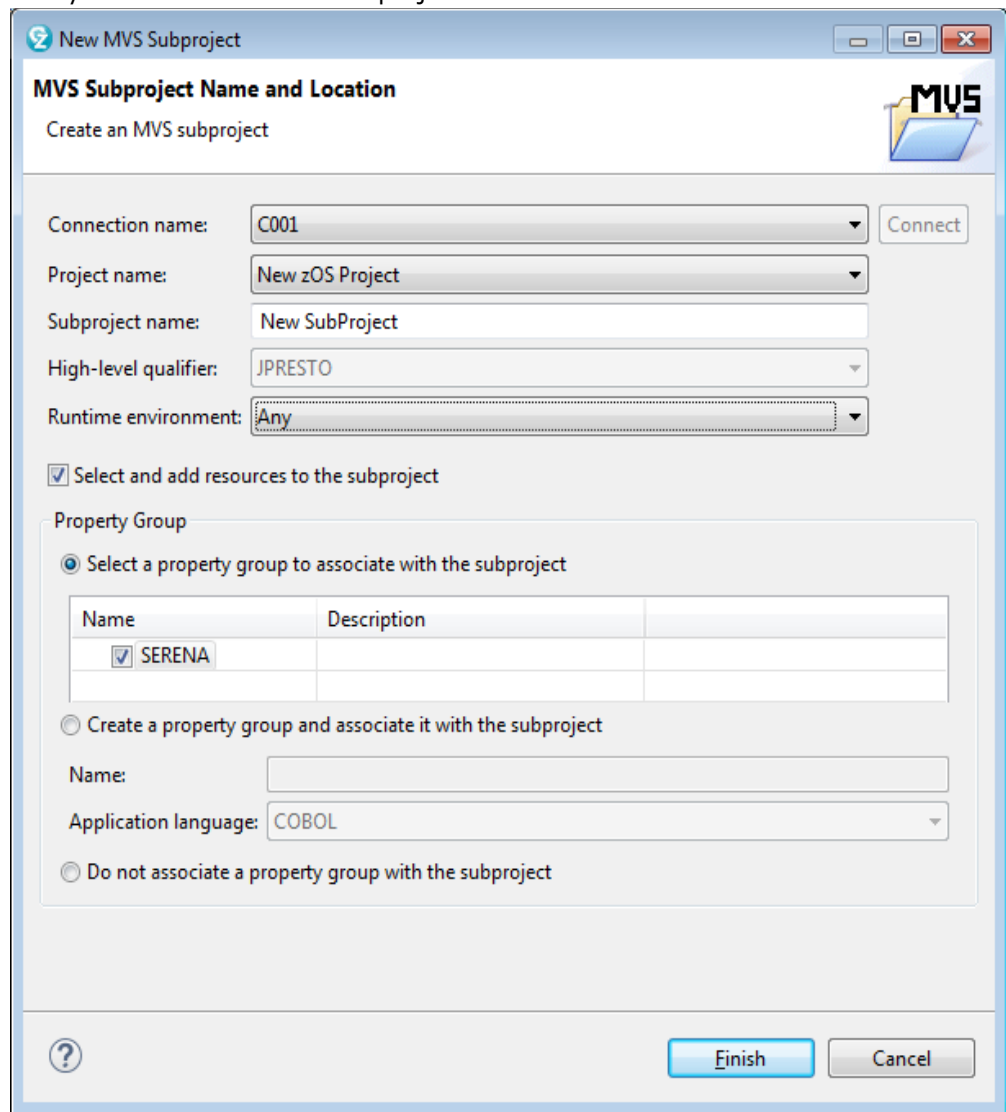 New MVS Subproject
MVS Subproject Name and Location
Create an MVS subproject
MVS
Connection name: C001 Connect
Project name: New zOS Project
Subproject name: New SubProject
High-level qualifier: JPRESTO
Runtime environment: Any
Select and add resources to the subproject
Property Group
Select a property group to associate with the subproject
Name Description
SERENA
Create a property group and associate it with the subproject
Name:
Application language: COBOL
Do not associate a property group with the subproject
? Finish Cancel